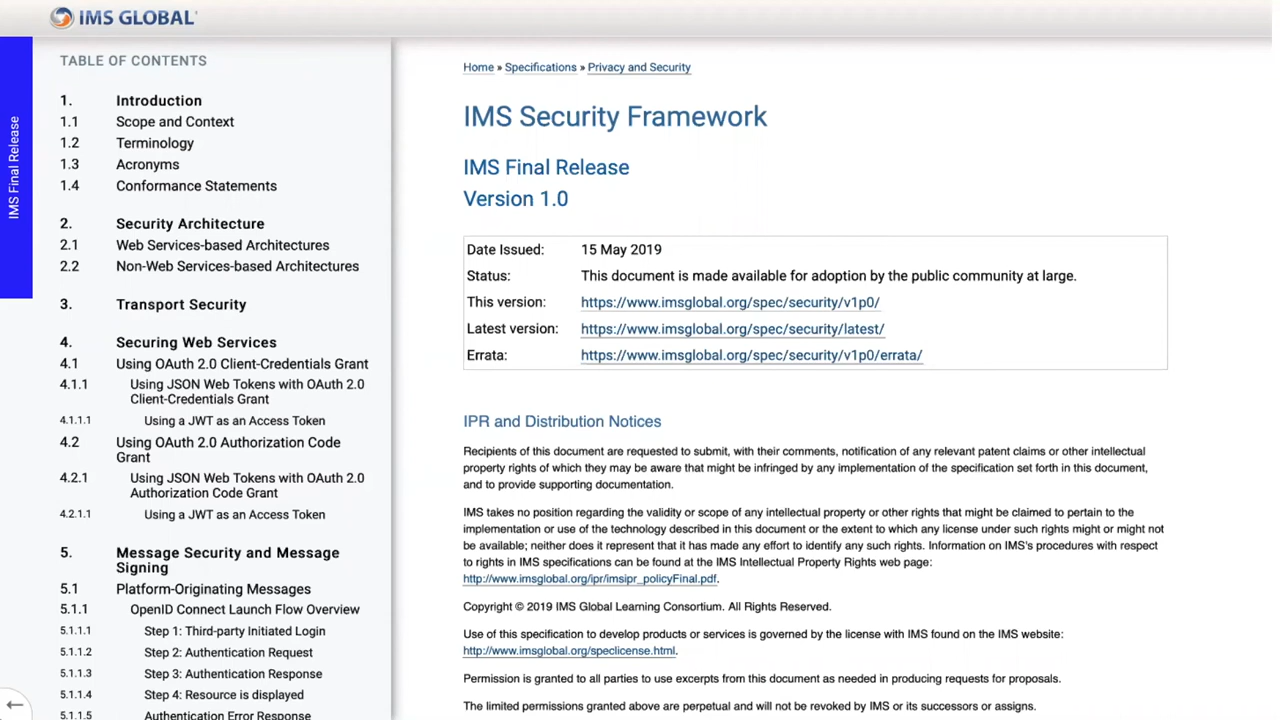 IMS GLOBAL
IMS Final Release
TABLE OF CONTENTS
1. Introduction
1.1 Scope and Context
1.2 Terminology
1.3 Acronyms
1.4 Conformance Statements
2. Security Architecture
2.1 Web Services-based Architectures
2.2 Non-Web Services-based Architectures
3. Transport Security
4. Securing Web Services
4.1 Using OAuth 2.0 Client-Credentials Grant
4.1.1 Using JSON Web Tokens with OAuth 2.0
Client-Credentials Grant
4.1.1.1 Using a JWT as an Access Token
4.2 Using OAuth 2.0 Authorization Code
Grant
4.2.1 Using JSON Web Tokens with OAuth 2.0
Authorization Code Grant
4.2.1.1 Using a JWT as an Access Token
5. Message Security and Message
Signing
5.1 Platform-Originating Messages
5.1.1 OpenID Connect Launch Flow Overview
5.1.1.1 Step 1: Third-party Initiated Login
5.1.1.2 Step 2: Authentication Request
5.1.1.3 Step 3: Authentication Response
5.1.1.4 Step 4: Resource is displayed
5.1.1.5 Authentication Error Response
Home » Specifications » Privacy and Security
IMS Security Framework
IMS Final Release
Version 1.0
Date Issued: 15 May 2019
Status: This document is made available for adoption by the public community at large.
This version: https://www.imsglobal.org/spec/security/v1p0/
Latest version: https://www.imsglobal.org/spec/security/latest/
Errata: https://www.imsglobal.org/spec/security/v1p0/errata/
IPR and Distribution Notices
Recipients of this document are requested to submit, with their comments, notification of any relevant patent claims or other intellectual
property rights of which they may be aware that might be infringed by any implementation of the specification set forth in this document,
and to provide supporting documentation.
IMS takes no position regarding the validity or scope of any intellectual property or other rights that might be claimed to pertain to the
implementation or use of the technology described in this document or the extent to which any license under such rights might or might not
be available; neither does it represent that it has made any effort to identify any such rights. Information on IMS's procedures with respect
to rights in IMS specifications can be found at the IMS Intellectual Property Rights web page:
http://www.imsglobal.org/ipr/imsipr_policyFinal.pdf.
Copyright © 2019 IMS Global Learning Consortium. All Rights Reserved.
Use of this specification to develop products or services is governed by the license with IMS found on the IMS website:
http://www.imsglobal.org/speclicense.html.
Permission is granted to all parties to use excerpts from this document as needed in producing requests for proposals.
The limited permissions granted above are perpetual and will not be revoked by IMS or its successors or assigns.